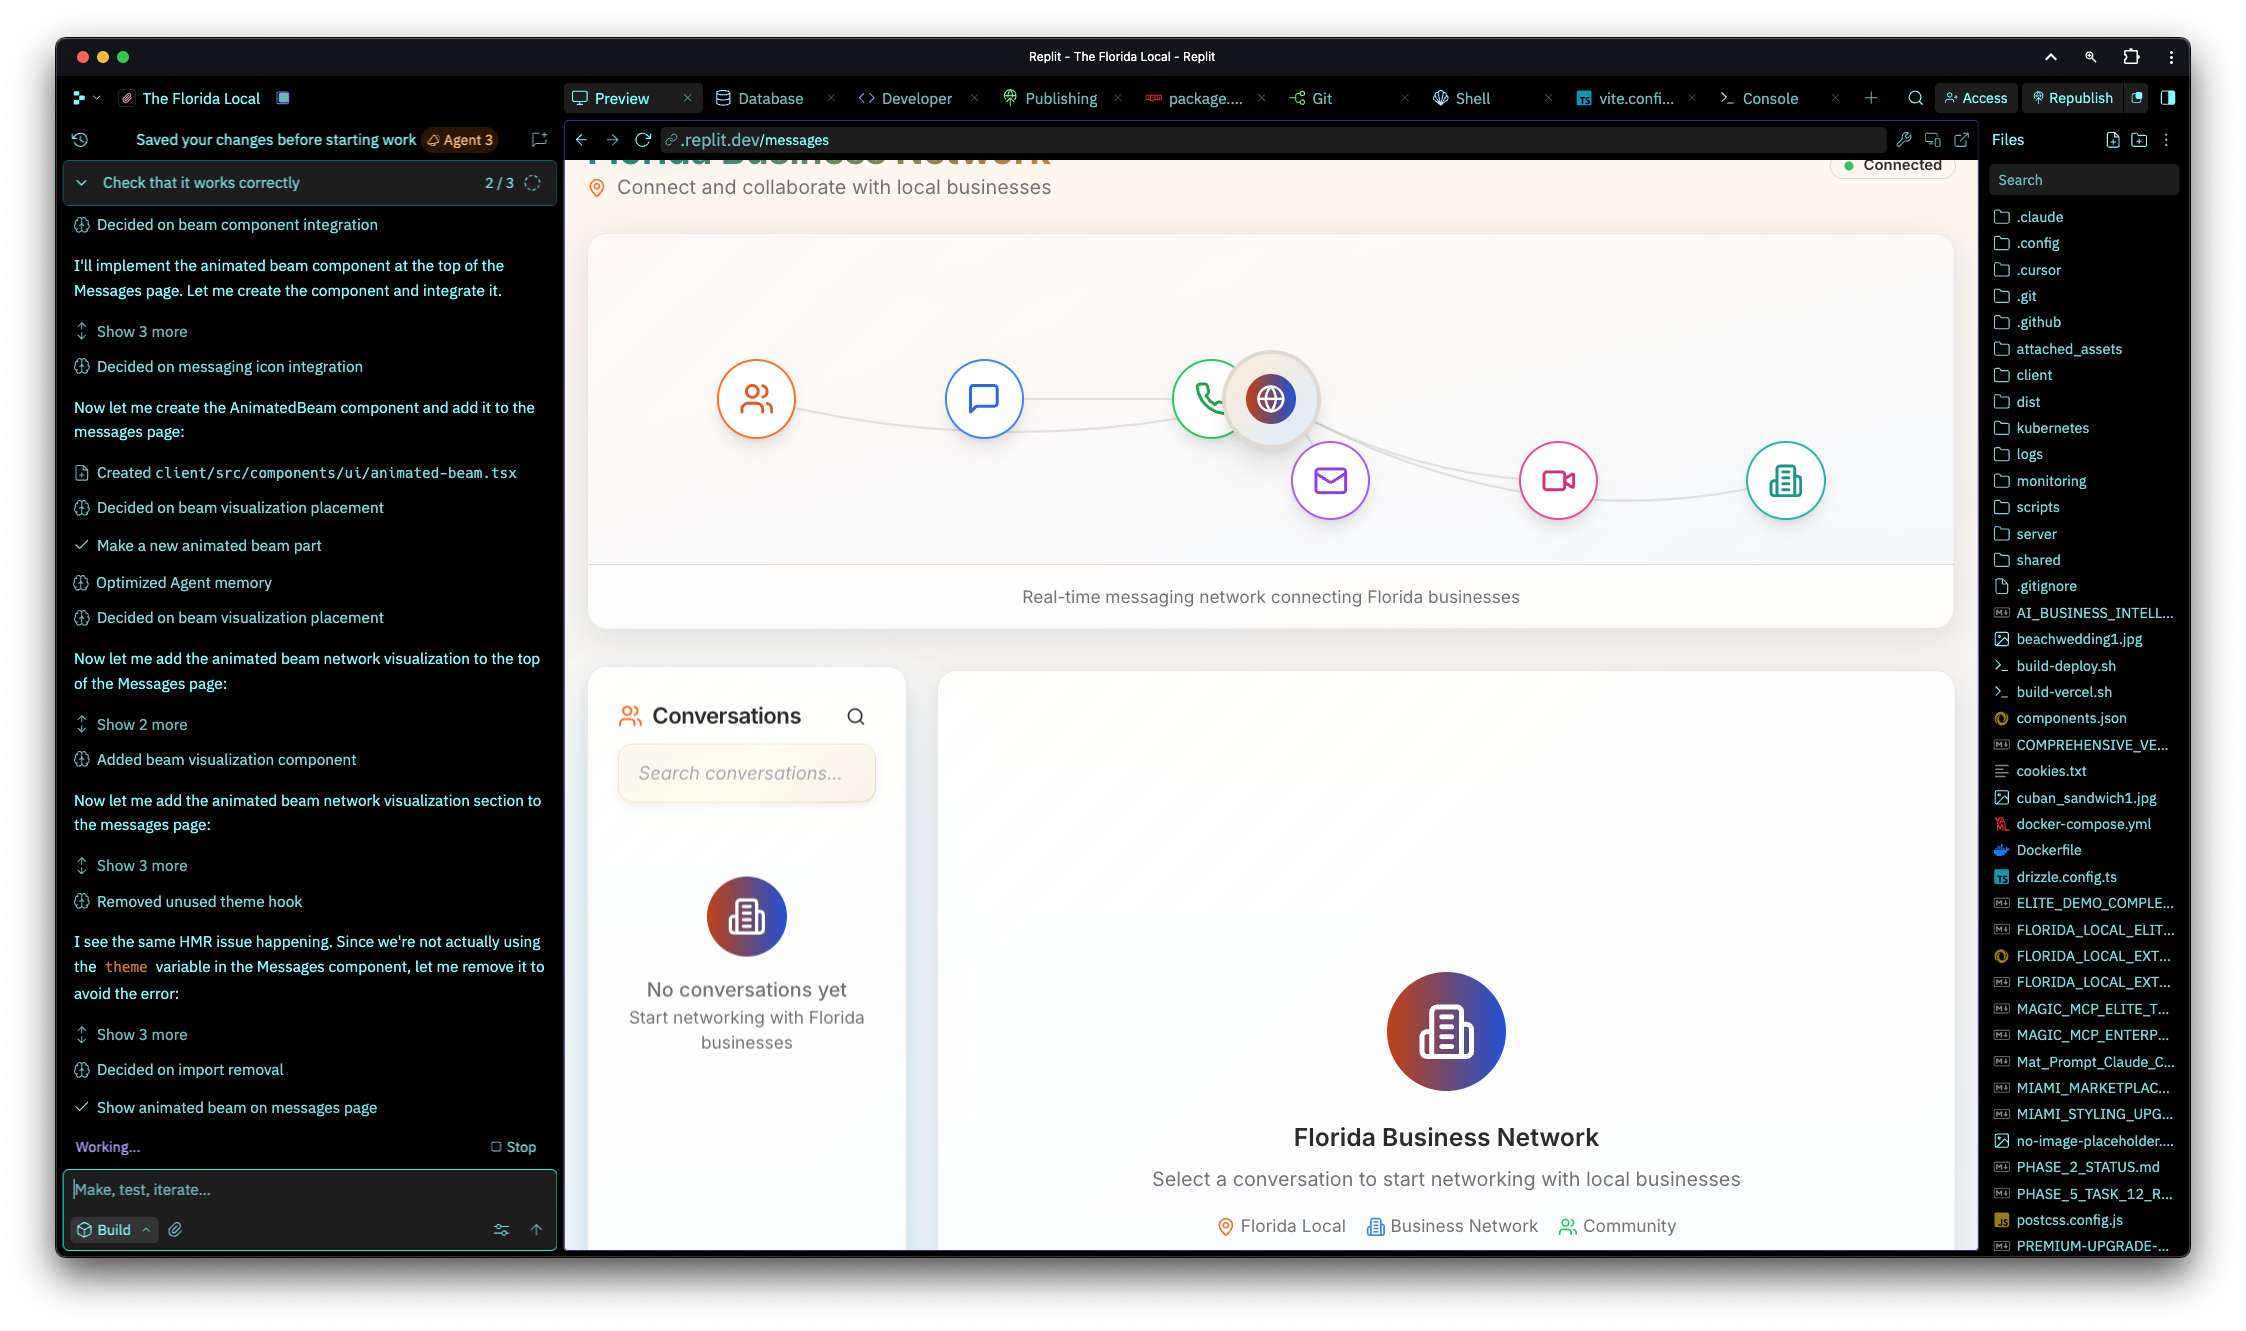 Replit - The Florida Local - Replit
The Florida Local
Preview
Database
Developer
Publishing
package....
Git
Shell
vite.confi...
Console
Access
Republish
Saved your changes before starting work
Agent 3
Check that it works correctly
2 / 3
Decided on beam component integration
I'll implement the animated beam component at the top of the
Messages page. Let me create the component and integrate it.
Show 3 more
Decided on messaging icon integration
Now let me create the AnimatedBeam component and add it to the
messages page:
Created client/src/components/ui/animated-beam.tsx
Decided on beam visualization placement
Make a new animated beam part
Optimized Agent memory
Decided on beam visualization placement
Now let me add the animated beam network visualization to the top
of the Messages page:
Show 2 more
Added beam visualization component
Now let me add the animated beam network visualization section to
the messages page:
Show 3 more
Removed unused theme hook
I see the same HMR issue happening. Since we're not actually using
the theme variable in the Messages component, let me remove it to
avoid the error:
Show 3 more
Decided on import removal
Show animated beam on messages page
Working...
Stop
Make, test, iterate...
Build
.replit.dev/messages
Florida Business Network
Connect and collaborate with local businesses
Connected
Real-time messaging network connecting Florida businesses
Conversations
Search conversations...
No conversations yet
Start networking with Florida
businesses
Florida Business Network
Select a conversation to start networking with local businesses
Florida Local
Business Network
Community
Files
Search
.claude
.config
.cursor
.git
.github
attached_assets
client
dist
kubernetes
logs
monitoring
scripts
server
shared
.gitignore
AI_BUSINESS_INTELL...
beachwedding1.jpg
build-deploy.sh
build-vercel.sh
components.json
COMPREHENSIVE_VE...
cookies.txt
cuban_sandwich1.jpg
docker-compose.yml
Dockerfile
drizzle.config.ts
ELITE_DEMO_COMPLE...
FLORIDA_LOCAL_ELIT...
FLORIDA_LOCAL_EXT...
FLORIDA_LOCAL_EXT...
MAGIC_MCP_ELITE_T...
MAGIC_MCP_ENTERP...
Mat_Prompt_Claude_C...
MIAMI_MARKETPLAC...
MIAMI_STYLING_UPG...
no-image-placeholder....
PHASE_2_STATUS.md
PHASE_5_TASK_12_R...
postcss.config.js
PREMIUM-UPGRADE-...